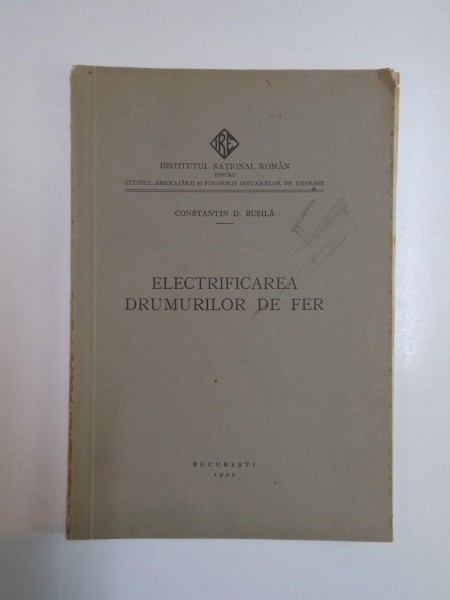 IRE
INSTITUTUL NAȚIONAL ROMÂN
PENTRU
STUDIUL AMENAJĂRII ȘI FOLOSIRII IZVOARELOR DE ENERGIE
CONSTANTIN D. BUȘILĂ
ELECTRIFICAREA
DRUMURILOR DE FER
BUCUREȘTI